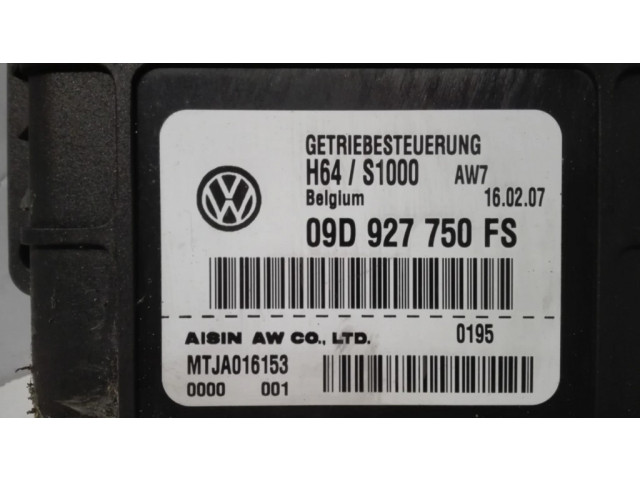 GETRIEBESTEUERUNG
H64 / S1000 AW7
Belgium 16.02.07
09D 927 750 FS
AISIN AW CO., LTD. 0195
MTJA016153
0000 001